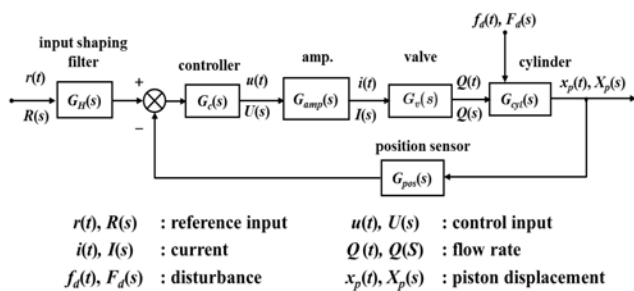 f_d(t), F_d(s)
input shaping
filter
controller
amp.
valve
cylinder
r(t)
+
u(t)
i(t)
Q(t)
x_p(t), X_p(s)
G_H(s)
G_c(s)
G_amp(s)
G_v(s)
G_cyl(s)
R(s)
U(s)
I(s)
Q(s)
−
position sensor
G_pos(s)
r(t), R(s) : reference input
u(t), U(s) : control input
i(t), I(s) : current
Q(t), Q(S) : flow rate
f_d(t), F_d(s) : disturbance
x_p(t), X_p(s) : piston displacement